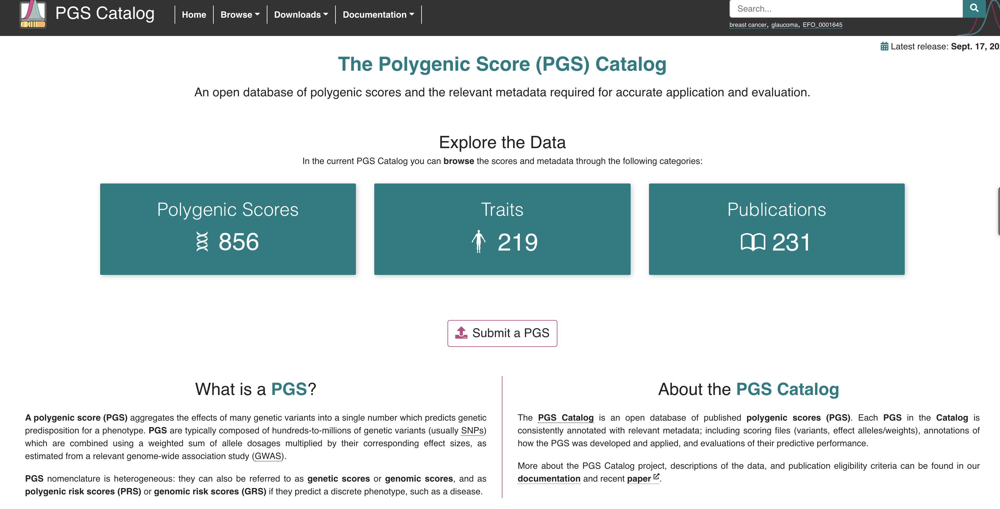 PGS Catalog
Home
Browse
Downloads
Documentation
Search...
breast cancer, glaucoma, EFO_0001645
Latest release: Sept. 17, 20
The Polygenic Score (PGS) Catalog
An open database of polygenic scores and the relevant metadata required for accurate application and evaluation.
Explore the Data
In the current PGS Catalog you can browse the scores and metadata through the following categories:
Polygenic Scores
856
Traits
219
Publications
231
Submit a PGS
What is a PGS?
A polygenic score (PGS) aggregates the effects of many genetic variants into a single number which predicts genetic
predisposition for a phenotype. PGS are typically composed of hundreds-to-millions of genetic variants (usually SNPs)
which are combined using a weighted sum of allele dosages multiplied by their corresponding effect sizes, as
estimated from a relevant genome-wide association study (GWAS).
PGS nomenclature is heterogeneous: they can also be referred to as genetic scores or genomic scores, and as
polygenic risk scores (PRS) or genomic risk scores (GRS) if they predict a discrete phenotype, such as a disease.
About the PGS Catalog
The PGS Catalog is an open database of published polygenic scores (PGS). Each PGS in the Catalog is
consistently annotated with relevant metadata; including scoring files (variants, effect alleles/weights), annotations of
how the PGS was developed and applied, and evaluations of their predictive performance.
More about the PGS Catalog project, descriptions of the data, and publication eligibility criteria can be found in our
documentation and recent paper.